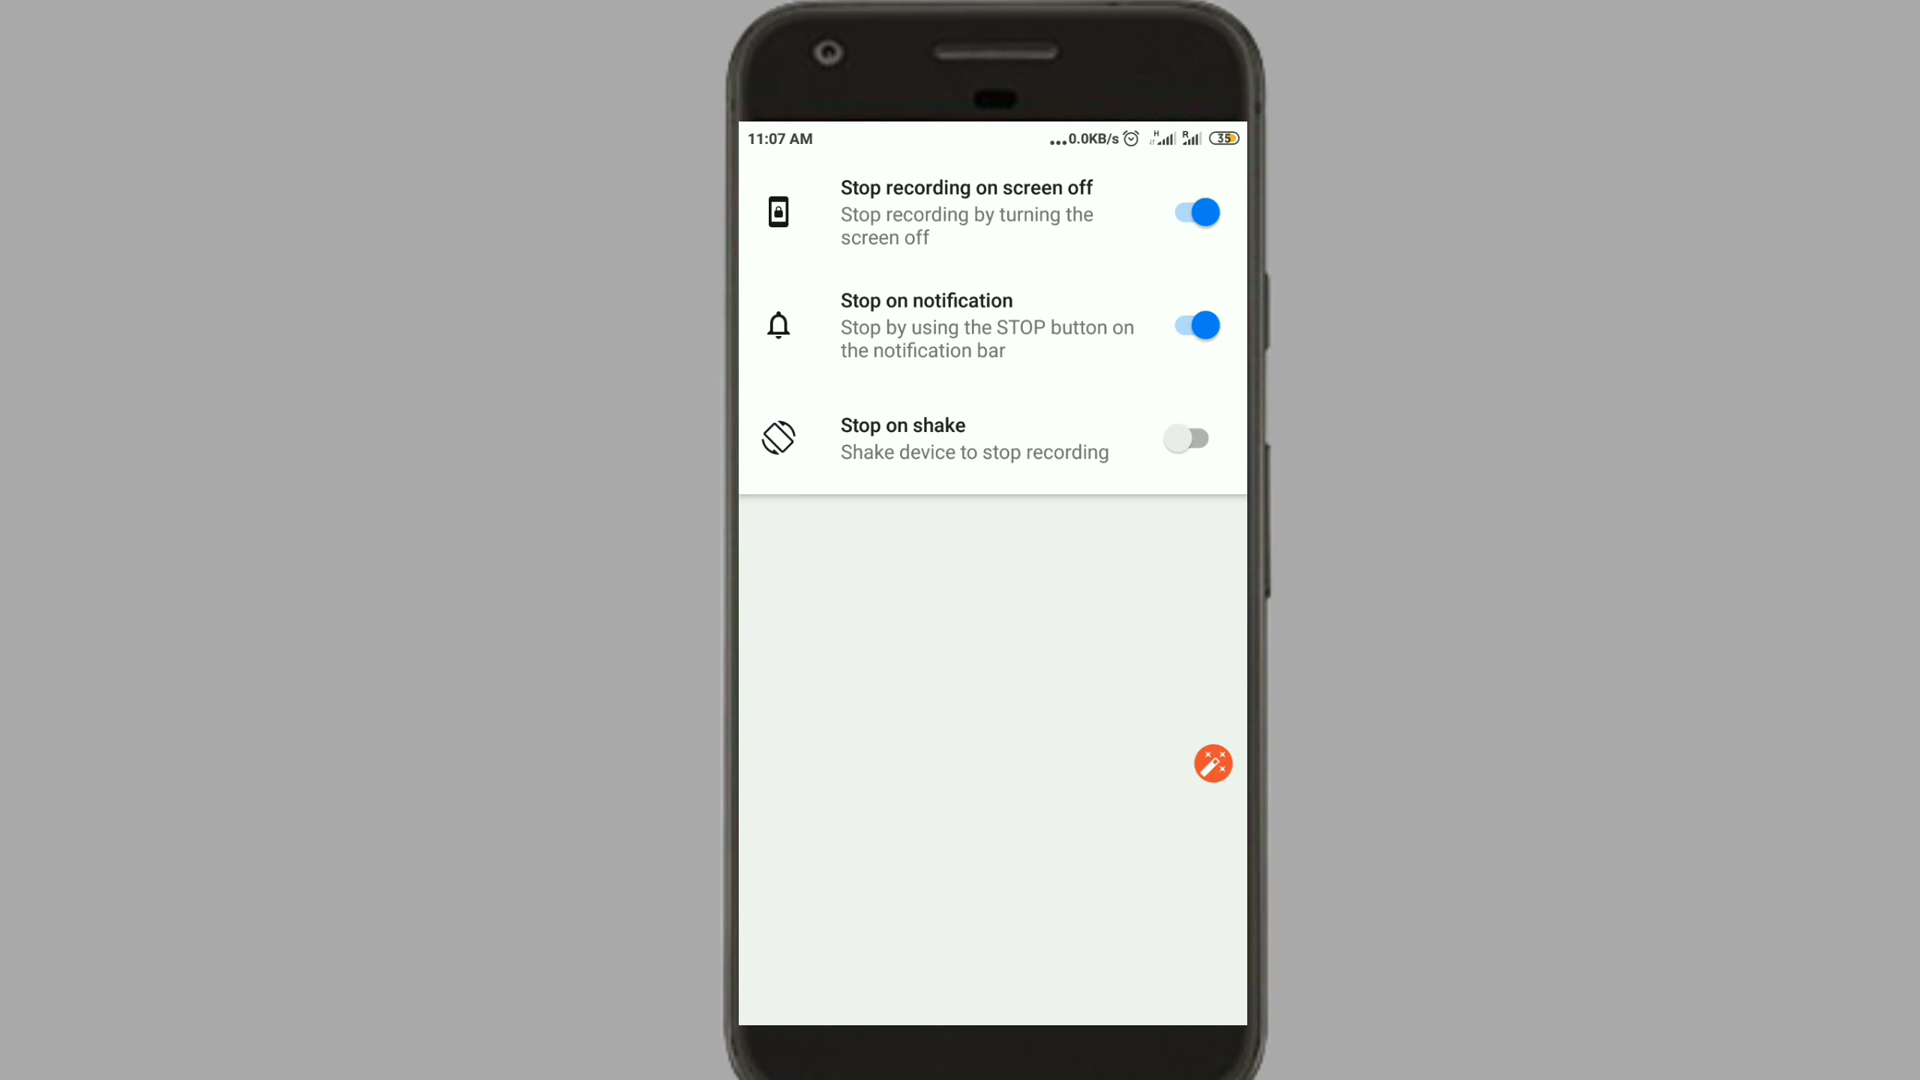 11:07 AM ...0.0KB/s H R 35
Stop recording on screen off
Stop recording by turning the
screen off
Stop on notification
Stop by using the STOP button on
the notification bar
Stop on shake
Shake device to stop recording